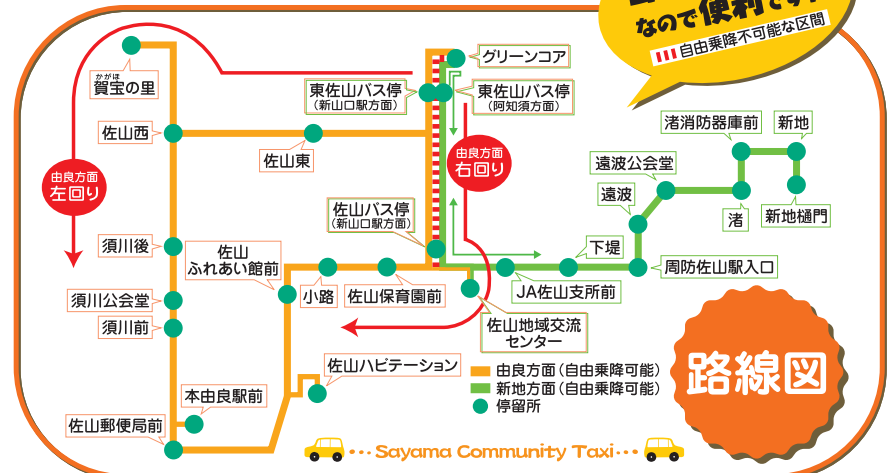 なので便利です
自由乗降不可能な区間
グリーンコア
かがほ
賀宝の里
東佐山バス停
(新山口駅方面)
東佐山バス停
(阿知須方面)
佐山西
佐山東
渚消防器庫前
新地
由良方面
右回り
遠波公会堂
由良方面
左回り
遠波
渚
新地樋門
佐山バス停
(新山口駅方面)
須川後
佐山
ふれあい館前
下堤
周防佐山駅入口
須川公会堂
小路
佐山保育園前
JA佐山支所前
須川前
佐山地域交流
センター
佐山ハビテーション
由良方面(自由乗降可能)
新地方面(自由乗降可能)
停留所
路線図
本由良駅前
佐山郵便局前
Sayama Community Taxi